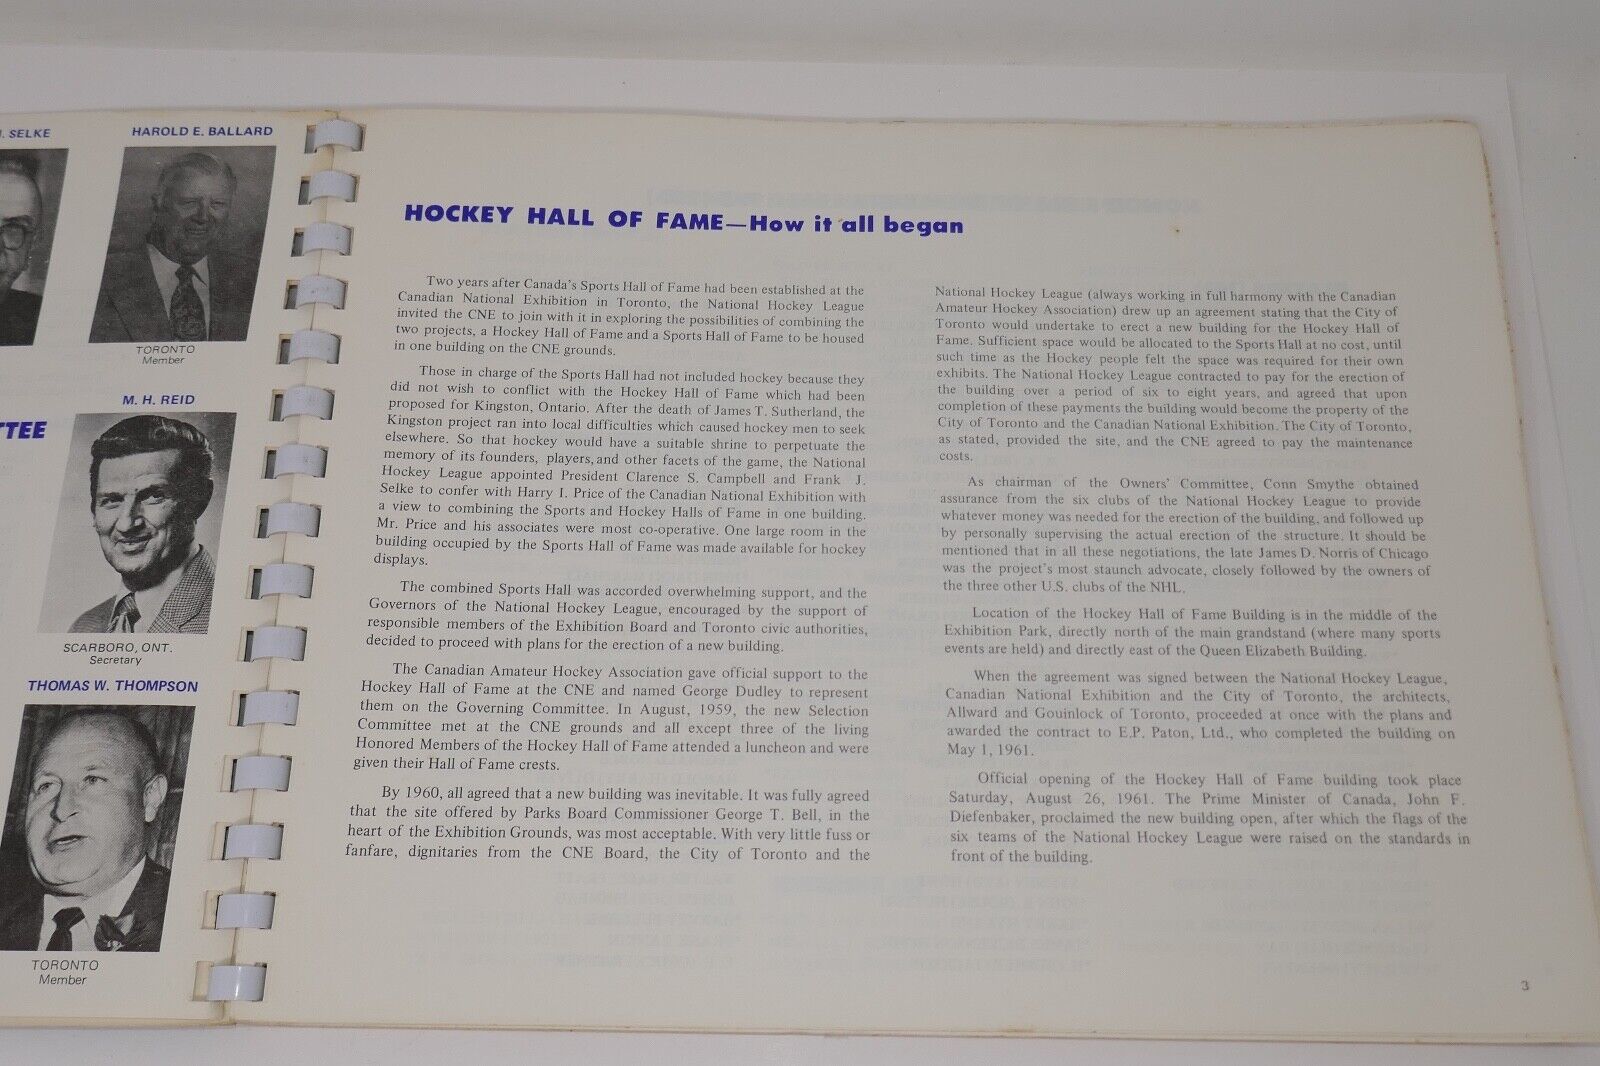 . SELKE
HAROLD E. BALLARD
TORONTO
Member
M. H. REID
TTEE
SCARBORO, ONT.
Secretary
THOMAS W. THOMPSON
TORONTO
Member
HOCKEY HALL OF FAME—How it all began
Two years after Canada's Sports Hall of Fame had been established at the
Canadian National Exhibition in Toronto, the National Hockey League
invited the CNE to join with it in exploring the possibilities of combining the
two projects, a Hockey Hall of Fame and a Sports Hall of Fame to be housed
in one building on the CNE grounds.
Those in charge of the Sports Hall had not included hockey because they
did not wish to conflict with the Hockey Hall of Fame which had been
proposed for Kingston, Ontario. After the death of James T. Sutherland, the
Kingston project ran into local difficulties which caused hockey men to seek
elsewhere. So that hockey would have a suitable shrine to perpetuate the
memory of its founders, players, and other facets of the game, the National
Hockey League appointed President Clarence S. Campbell and Frank J.
Selke to confer with Harry I. Price of the Canadian National Exhibition with
a view to combining the Sports and Hockey Halls of Fame in one building.
Mr. Price and his associates were most co-operative. One large room in the
building occupied by the Sports Hall of Fame was made available for hockey
displays.
The combined Sports Hall was accorded overwhelming support, and the
Governors of the National Hockey League, encouraged by the support of
responsible members of the Exhibition Board and Toronto civic authorities,
decided to proceed with plans for the erection of a new building.
The Canadian Amateur Hockey Association gave official support to the
Hockey Hall of Fame at the CNE and named George Dudley to represent
them on the Governing Committee. In August, 1959, the new Selection
Committee met at the CNE grounds and all except three of the living
Honored Members of the Hockey Hall of Fame attended a luncheon and were
given their Hall of Fame crests.
By 1960, all agreed that a new building was inevitable. It was fully agreed
that the site offered by Parks Board Commissioner George T. Bell, in the
heart of the Exhibition Grounds, was most acceptable. With very little fuss or
fanfare, dignitaries from the CNE Board, the City of Toronto and the
National Hockey League (always working in full harmony with the Canadian
Amateur Hockey Association) drew up an agreement stating that the City of
Toronto would undertake to erect a new building for the Hockey Hall of
Fame. Sufficient space would be allocated to the Sports Hall at no cost, until
such time as the Hockey people felt the space was required for their own
exhibits. The National Hockey League contracted to pay for the erection of
the building over a period of six to eight years, and agreed that upon
completion of these payments the building would become the property of the
City of Toronto and the Canadian National Exhibition. The City of Toronto,
as stated, provided the site, and the CNE agreed to pay the maintenance
costs.
As chairman of the Owners' Committee, Conn Smythe obtained
assurance from the six clubs of the National Hockey League to provide
whatever money was needed for the erection of the building, and followed up
by personally supervising the actual erection of the structure. It should be
mentioned that in all these negotiations, the late James D. Norris of Chicago
was the project's most staunch advocate, closely followed by the owners of
the three other U.S. clubs of the NHL.
Location of the Hockey Hall of Fame Building is in the middle of the
Exhibition Park, directly north of the main grandstand (where many sports
events are held) and directly east of the Queen Elizabeth Building.
When the agreement was signed between the National Hockey League,
Canadian National Exhibition and the City of Toronto, the architects,
Allward and Gouinlock of Toronto, proceeded at once with the plans and
awarded the contract to E.P. Paton, Ltd., who completed the building on
May 1, 1961.
Official opening of the Hockey Hall of Fame building took place
Saturday, August 26, 1961. The Prime Minister of Canada, John F.
Diefenbaker, proclaimed the new building open, after which the flags of the
six teams of the National Hockey League were raised on the standards in
front of the building.
3